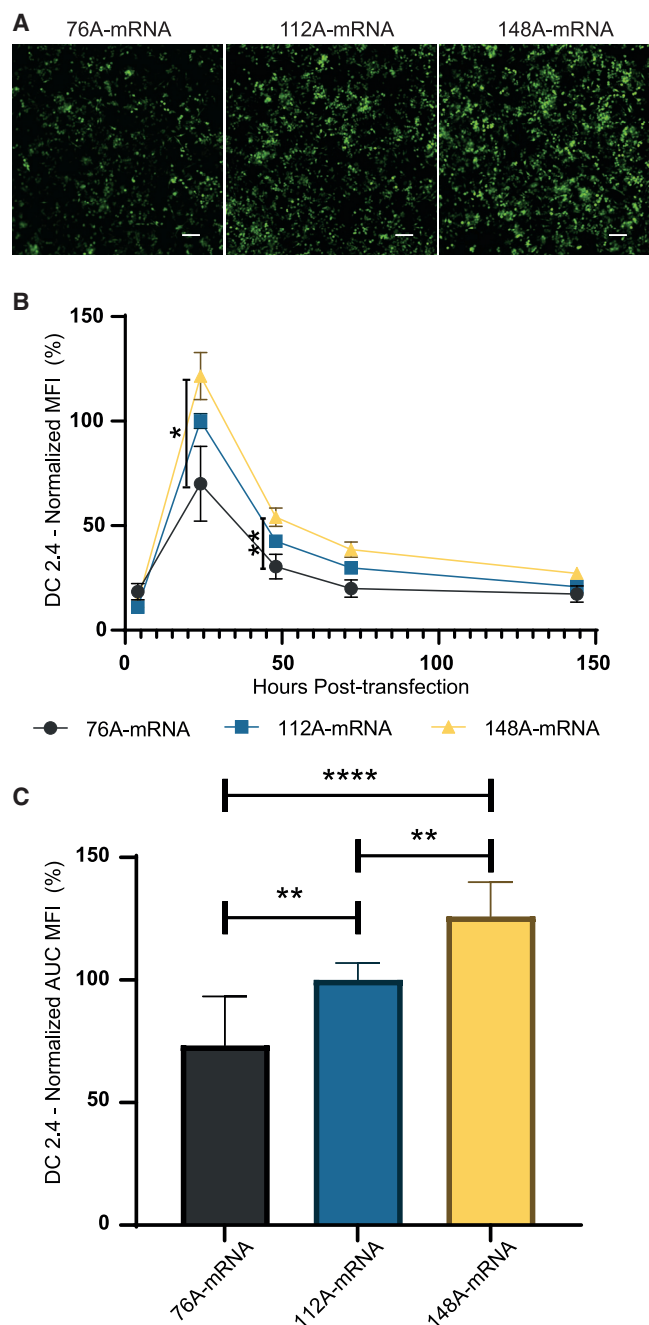 A
76A-mRNA 112A-mRNA 148A-mRNA
B
DC 2.4 - Normalized MFI (%)
150
100
50
0
*
**
0 50 100 150
Hours Post-transfection
76A-mRNA 112A-mRNA 148A-mRNA
C
****
**
**
DC 2.4 - Normalized AUC MFI (%)
150
100
50
0
76A-mRNA
112A-mRNA
148A-mRNA